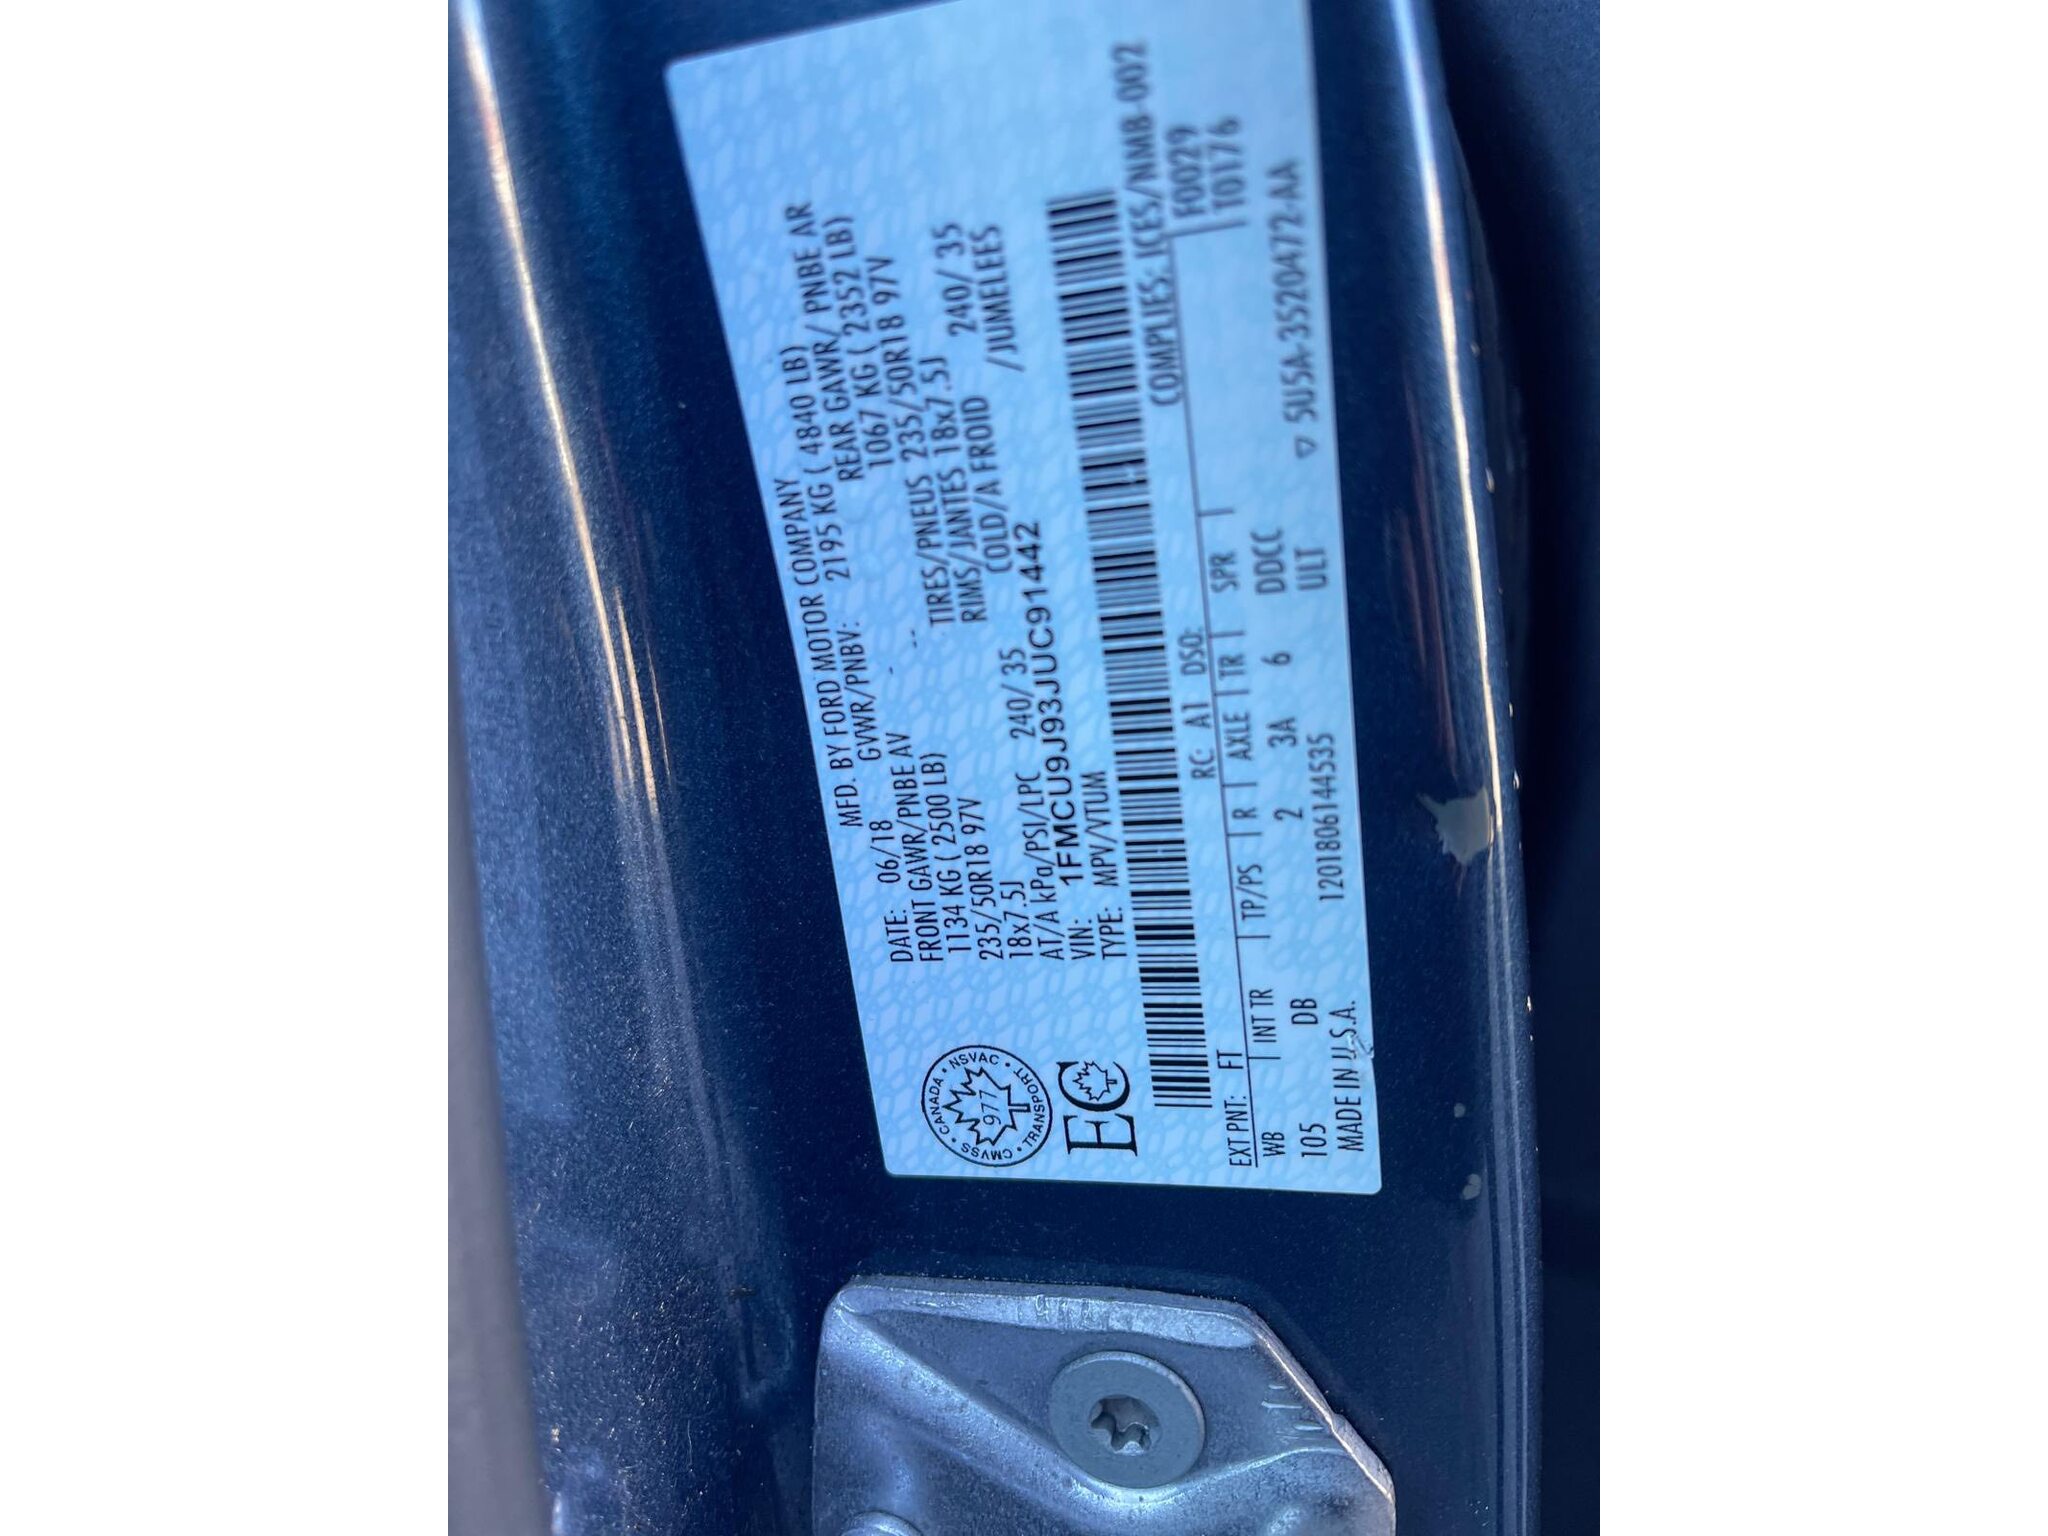 MFD. BY FORD MOTOR COMPANY
DATE: 06/18 GVWR/PNBV: 2195 KG ( 4840 LB)
FRONT GAWR/PNBE AV REAR GAWR/ PNBE AR
1134 KG ( 2500 LB) -- 1067 KG ( 2352 LB)
235/50R18 97V TIRES/PNEUS 235/50R18 97V
18x7.5J RIMS/JANTES 18x7.5J
AT/A kPa/PSI/LPC 240/ 35 COLD/A FROID 240/ 35
VIN: 1FMCU9J93JUC91442 /JUMELEES
TYPE: MPV/VTUM
CANADA • NSVAC • TRANSPORT • CMVSS •
977
EC
COMPLIES: ICES/NMB-002
EXT PNT: FT RC: A1 DSO: F00029
WB INT TR TP/PS R AXLE TR SPR T0176
105 DB 2 3A 6 DDCC
MADE IN U.S.A. 1201806144535 ULT ▽ 5U5A-3520472-AA